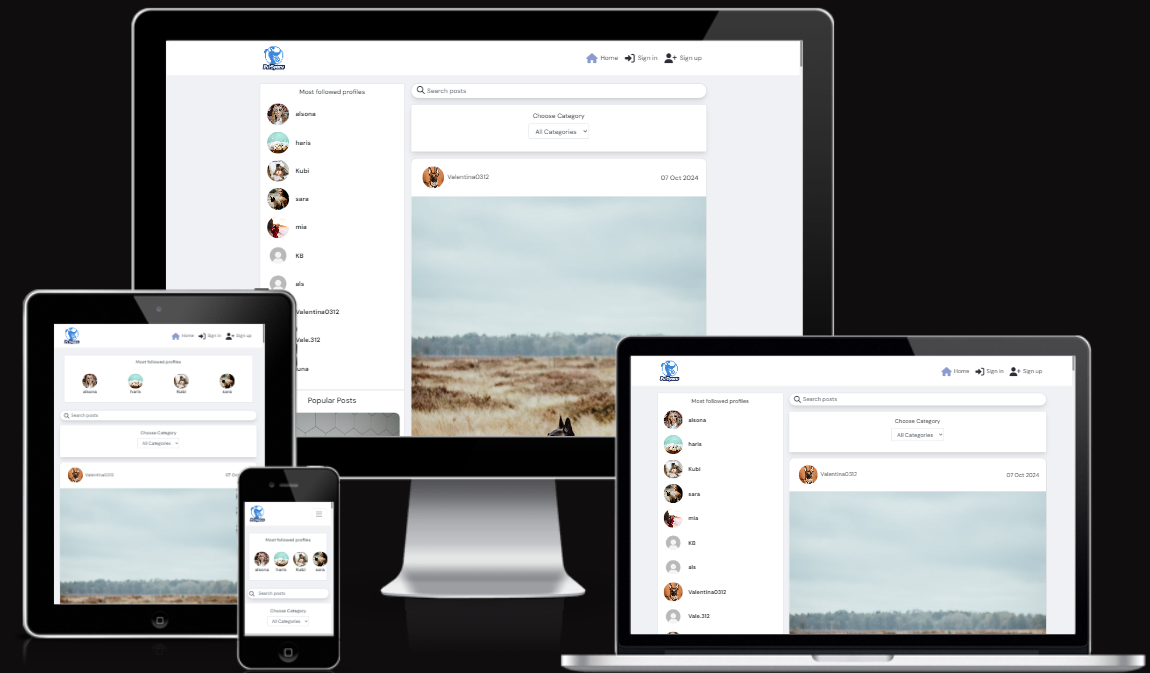 Home Sign in Sign up
Most followed profiles
alsona
haris
Kubi
sara
mia
KB
als
Valentina0312
Vale.312
una
Popular Posts
Search posts
Choose Category
All Categories
Valentina0312
07 Oct 2024
Home Sign in Sign up
Most followed profiles
alsona haris Kubi sara
Search posts
Choose Category
All Categories
Valentina0312
Most followed profiles
alsona haris Kubi sara
Search posts
Choose Category
All Categories
Home Sign in Sign up
Most followed profiles
alsona
haris
Kubi
sara
mia
KB
als
Valentina0312
Vale.312
Search posts
Choose Category
All Categories
Valentina0312
07 Oct 2024